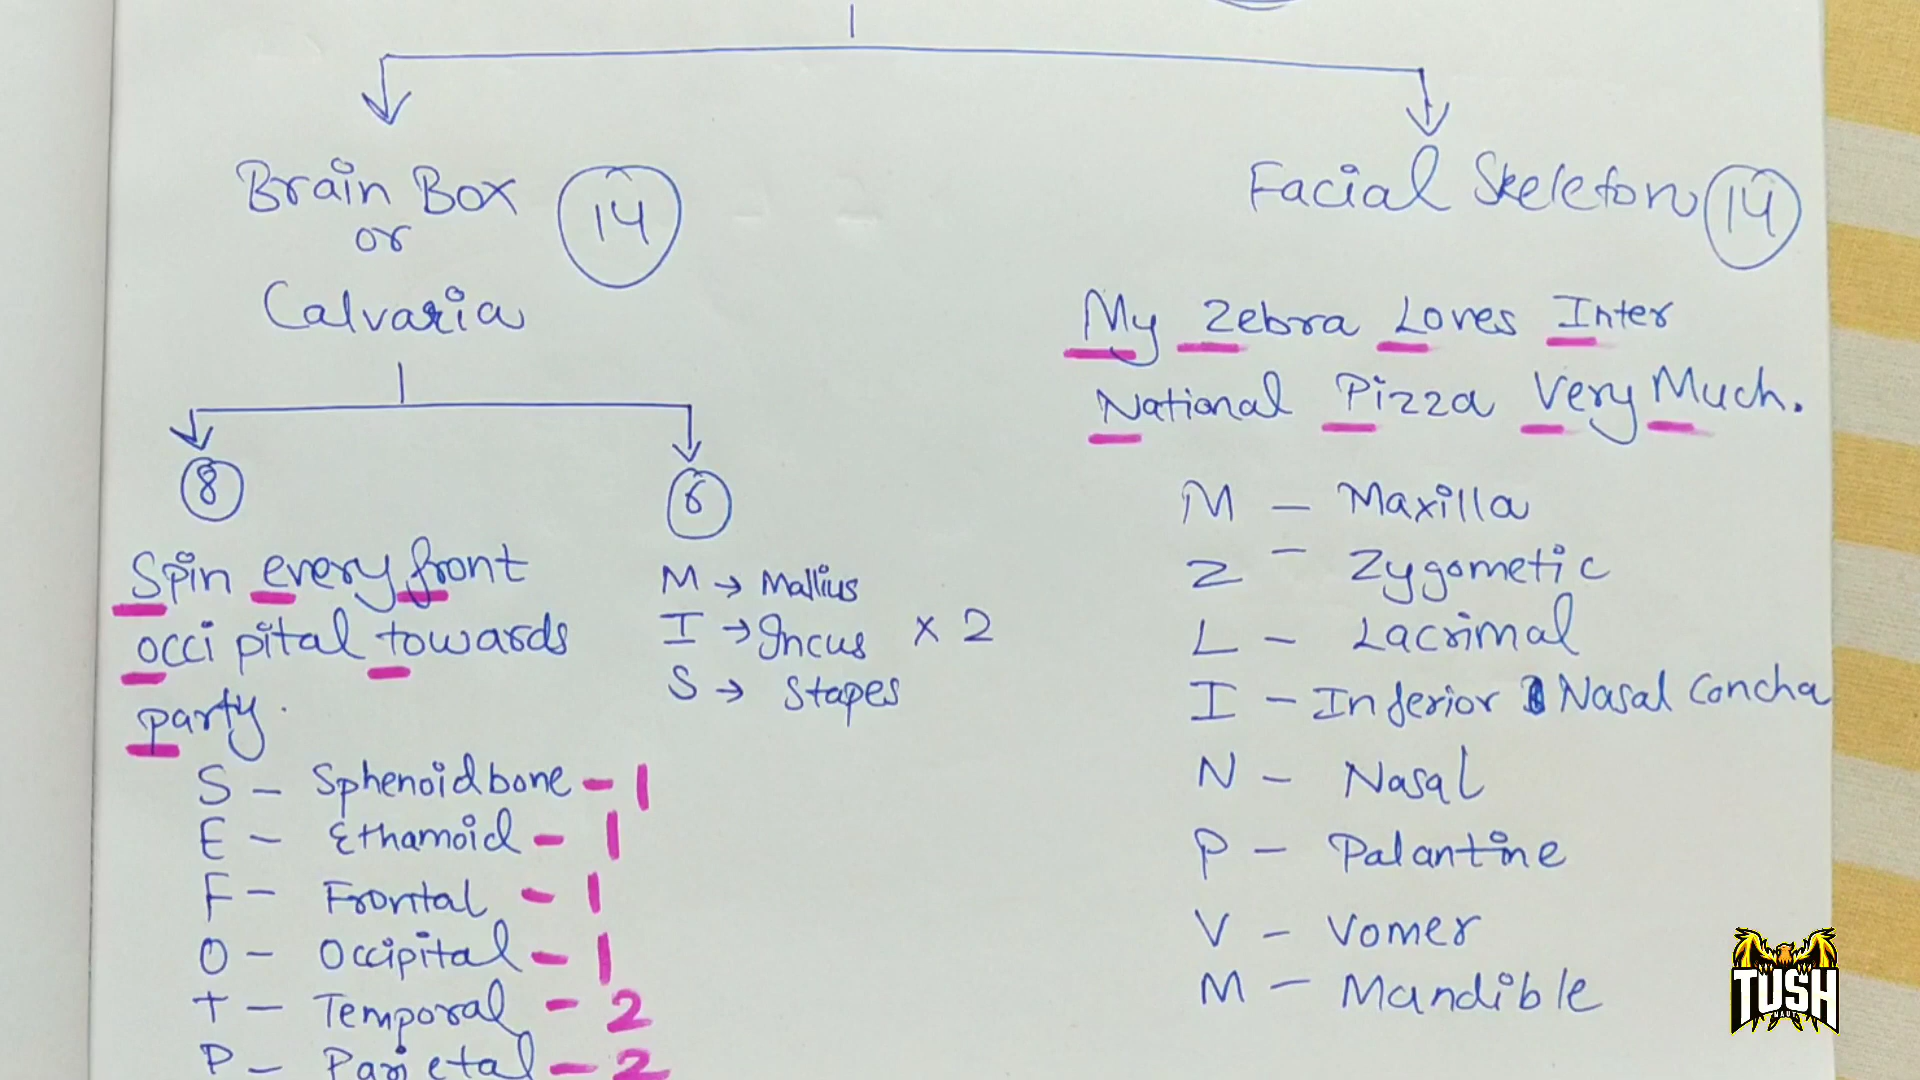 Brain Box
or
Calvaria
14
8
Spin every front
occipital towards
party.
S - Sphenoid bone - 1
E - Ethamoid - 1
F - Frontal - 1
O - Occipital - 1
T - Temporal - 2
P - Parietal - 2
6
M → Mallius
I → Incus × 2
S → Stapes
Facial Skeleton 14
My Zebra Loves Inter
National Pizza Very Much.
M - Maxilla
Z - Zygometic
L - Lacrimal
I - Inferior Nasal Concha
N - Nasal
P - Palantine
V - Vomer
M - Mandible
TUSH
NAUT